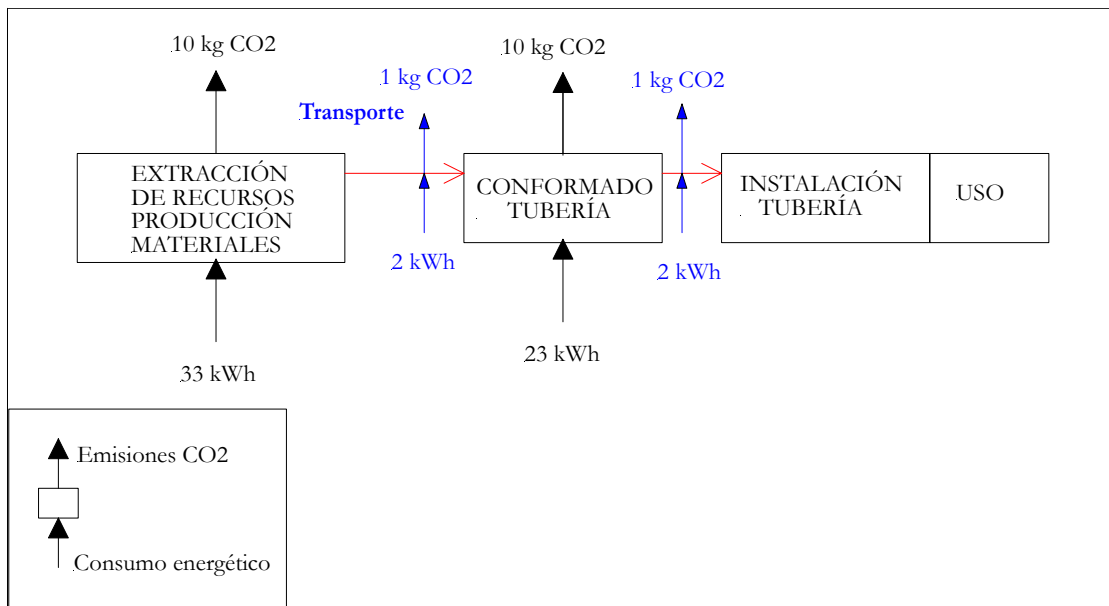 10 kg CO2
10 kg CO2
1 kg CO2
1 kg CO2
Transporte
EXTRACCIÓN
DE RECURSOS
PRODUCCIÓN
MATERIALES
CONFORMADO
TUBERÍA
INSTALACIÓN
TUBERÍA
USO
2 kWh
2 kWh
33 kWh
23 kWh
Emisiones CO2
Consumo energético